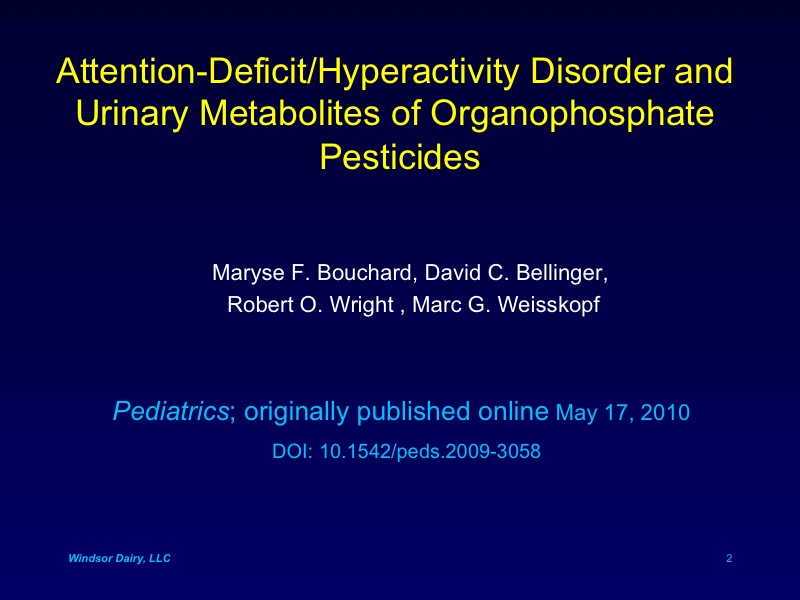 Attention-Deficit/Hyperactivity Disorder and
Urinary Metabolites of Organophosphate
Pesticides
Maryse F. Bouchard, David C. Bellinger,
Robert O. Wright , Marc G. Weisskopf
Pediatrics; originally published online May 17, 2010
DOI: 10.1542/peds.2009-3058
Windsor Dairy, LLC
2